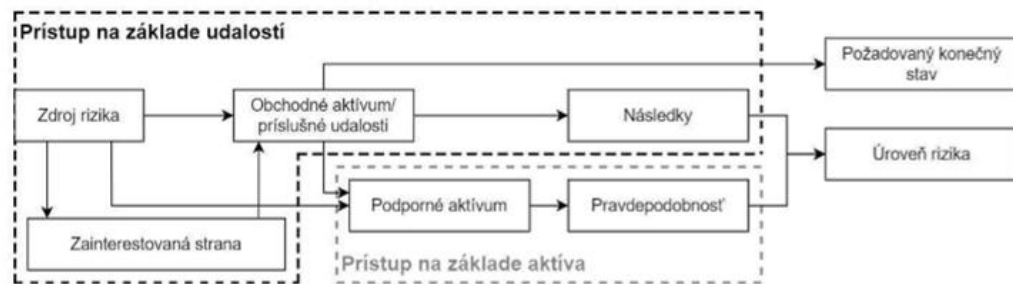 Prístup na základe udalostí
Požadovaný konečný
stav
Zdroj rizika
Obchodné aktívum/
príslušné udalosti
Následky
Úroveň rizika
Podporné aktívum
Pravdepodobnosť
Zainteresovaná strana
Prístup na základe aktíva